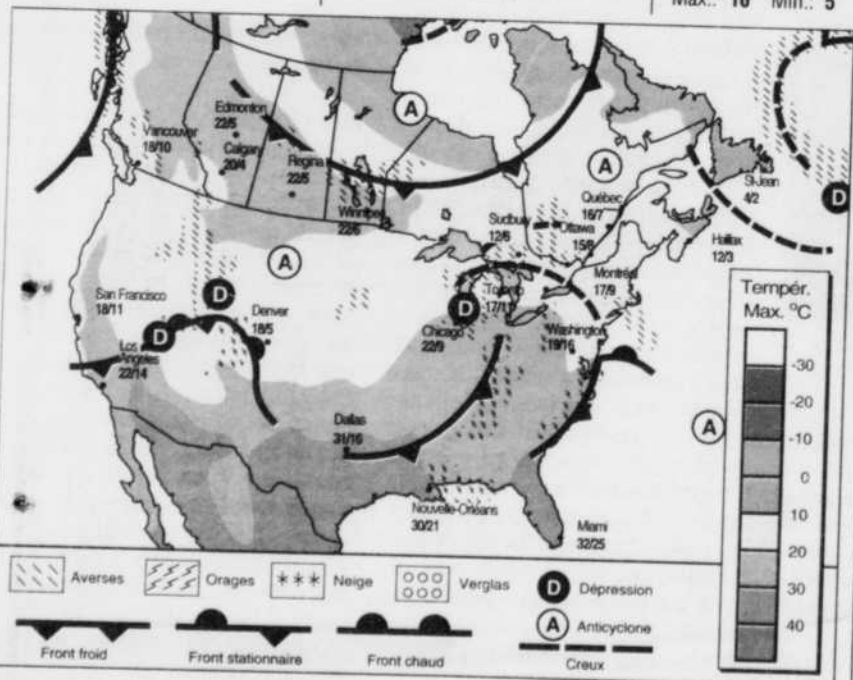 Max.: 16 Min.: 5
A
Edmonton
22/5
Vancouver
18/10
Calgary
20/4
Regina
22/5
Winnipeg
22/6
A
Québec
16/7
St-Jean
4/2
D
Sudbury
12/6
Ottawa
15/8
Halifax
12/3
A
Montréal
17/9
San Francisco
18/11
D
Denver
18/5
D
Los
Angeles
22/14
D
Toronto
17/11
Chicago
22/9
Washington
19/16
Dallas
31/16
A
Nouvelle-Orléans
30/21
Miami
32/25
Tempér.
Max. °C
-30
-20
-10
0
10
20
30
40
Averses
Orages
Neige
Verglas
D
Dépression
A
Anticyclone
Front froid
Front stationnaire
Front chaud
Creux